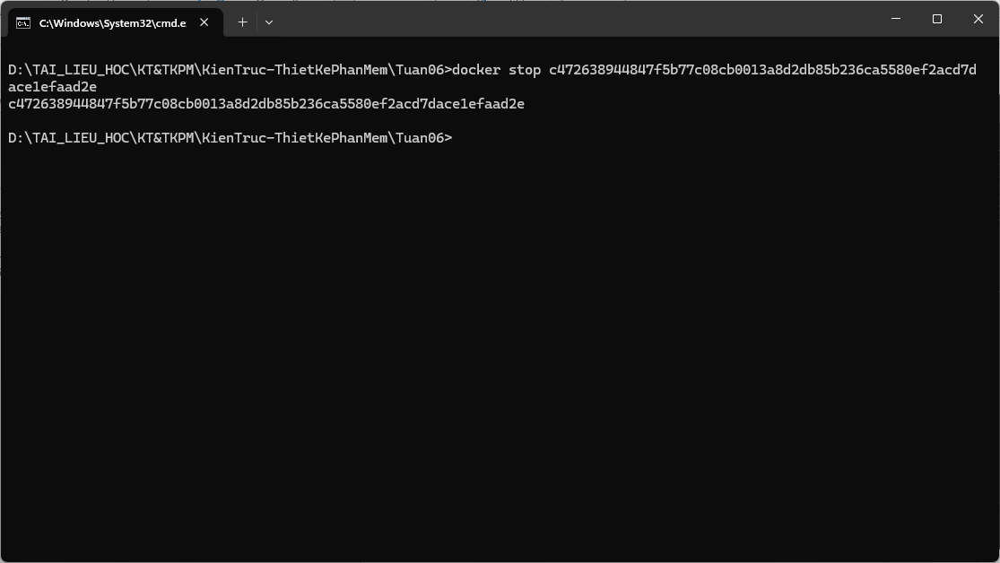 C:\Windows\System32\cmd.e
D:\TAI_LIEU_HOC\KT&TKPM\KienTruc-ThietKePhanMem\Tuan06>docker stop c472638944847f5b77c08cb0013a8d2db85b236ca5580ef2acd7d
ace1efaad2e
c472638944847f5b77c08cb0013a8d2db85b236ca5580ef2acd7dace1efaad2e
D:\TAI_LIEU_HOC\KT&TKPM\KienTruc-ThietKePhanMem\Tuan06>